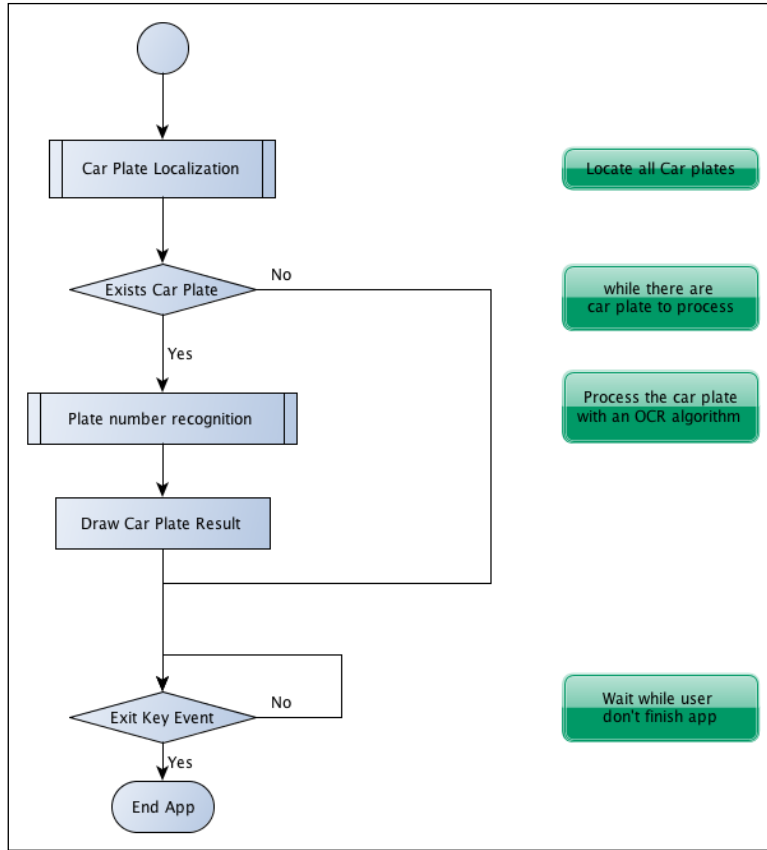 Car Plate Localization
Locate all Car plates
Exists Car Plate
No
while there are
car plate to process
Yes
Plate number recognition
Process the car plate
with an OCR algorithm
Draw Car Plate Result
Exit Key Event
No
Wait while user
don't finish app
Yes
End App